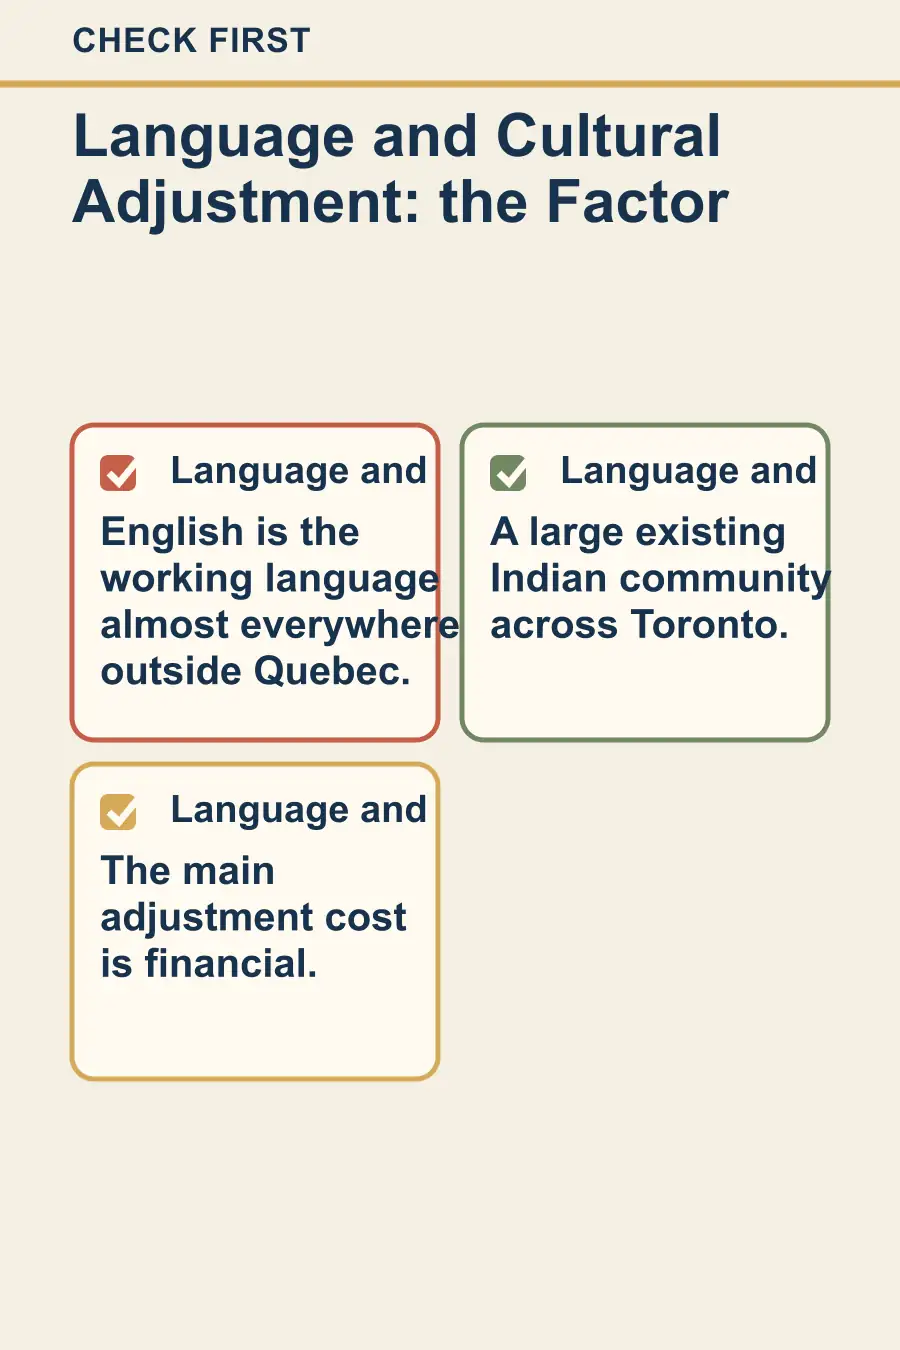 CHECK FIRST
Language and Cultural
Adjustment: the Factor
Language and
English is the
working language
almost everywhere
outside Quebec.
Language and
A large existing
Indian community
across Toronto.
Language and
The main
adjustment cost
is financial.